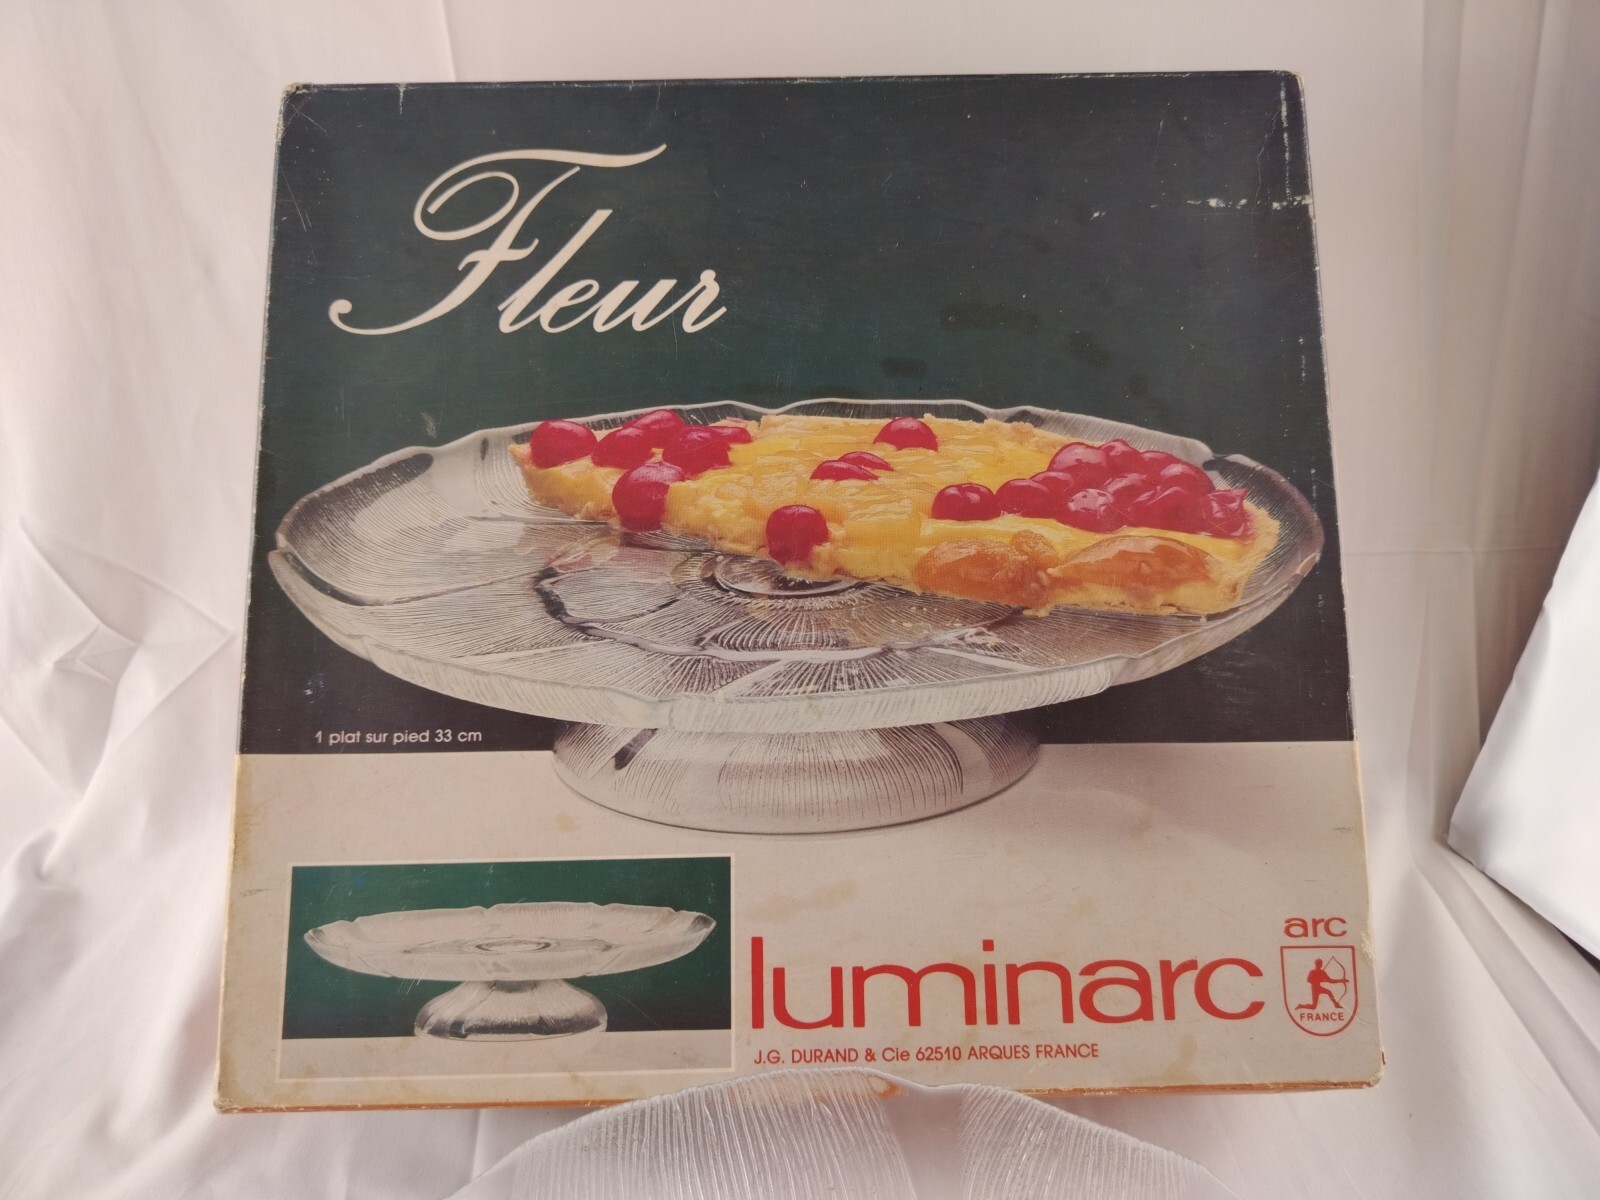 Fleur
1 plat sur pied 33 cm
luminarc
arc
FRANCE
J.G. DURAND & Cie 62510 ARQUES FRANCE